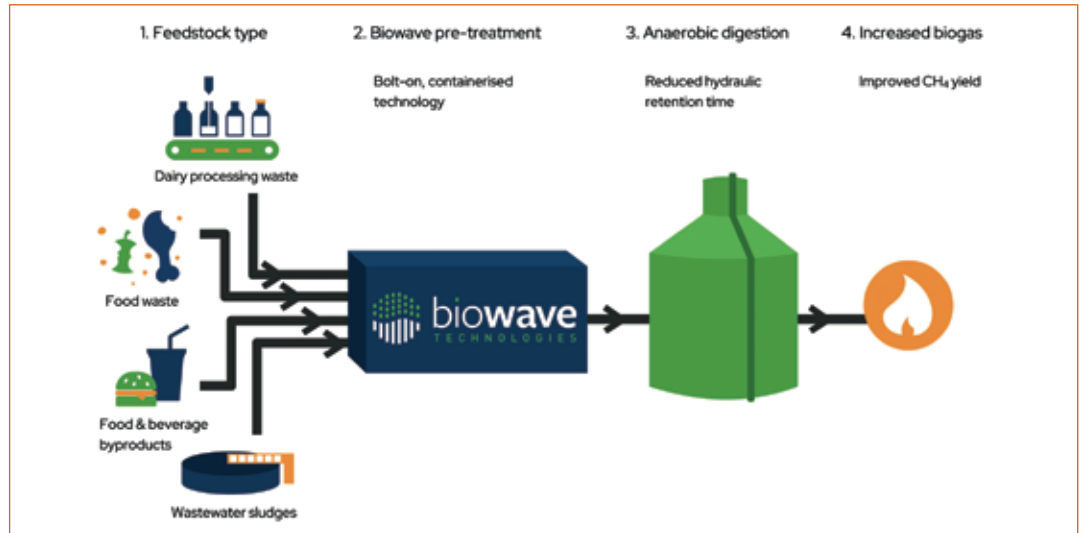 1. Feedstock type
2. Biowave pre-treatment
3. Anaerobic digestion
4. Increased biogas
Bolt-on, containerised
technology
Reduced hydraulic
retention time
Improved CH₄ yield
Dairy processing waste
Food waste
Food & beverage
byproducts
Wastewater sludges
biowave
TECHNOLOGIES